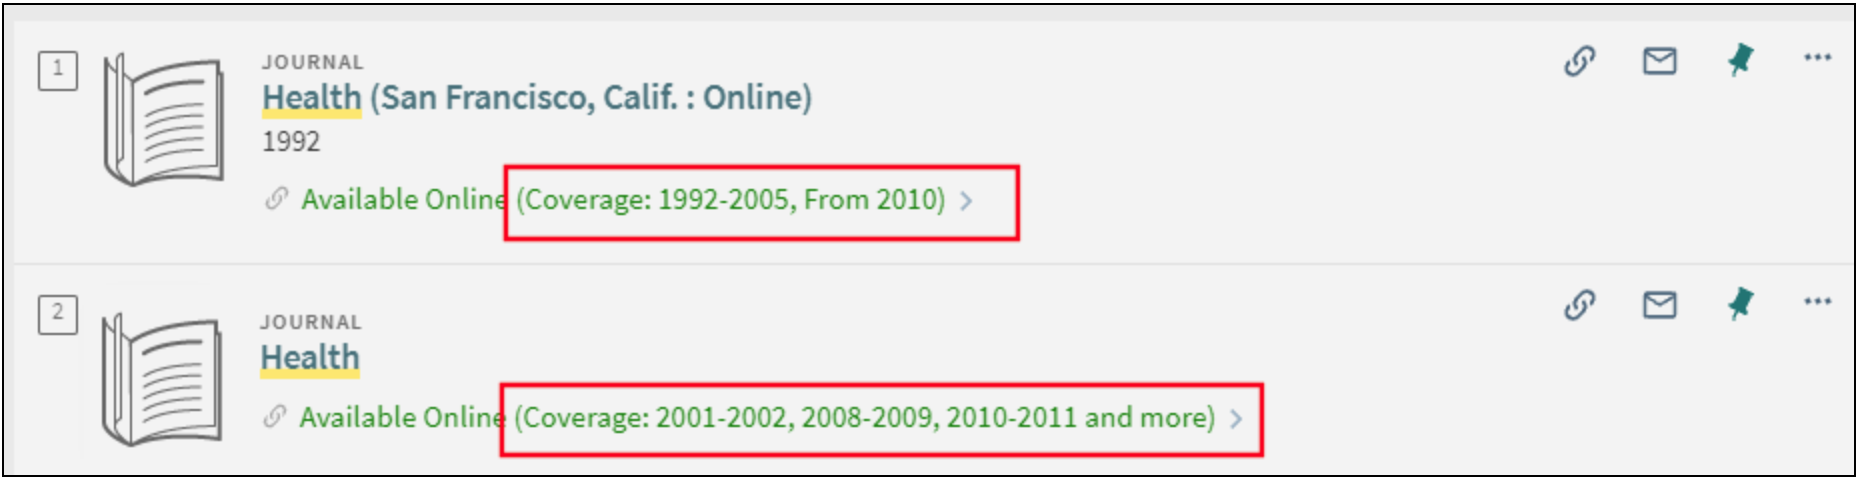 1
JOURNAL
Health (San Francisco, Calif. : Online)
1992
Available Online (Coverage: 1992-2005, From 2010)
2
JOURNAL
Health
Available Online (Coverage: 2001-2002, 2008-2009, 2010-2011 and more)